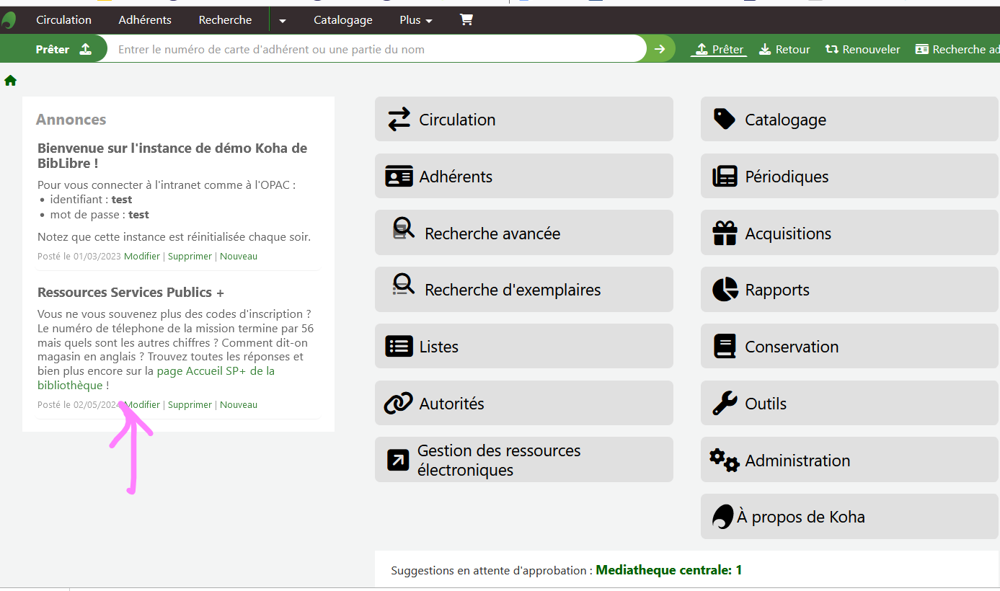 Circulation Adhérents Recherche Catalogage Plus
Prêter Entrer le numéro de carte d'adhérent ou une partie du nom Prêter Retour Renouveler Recherche ad
Annonces
Bienvenue sur l'instance de démo Koha de
BibLibre !
Pour vous connecter à l'intranet comme à l'OPAC :
• identifiant : test
• mot de passe : test
Notez que cette instance est réinitialisée chaque soir.
Posté le 01/03/2023 Modifier | Supprimer | Nouveau
Ressources Services Publics +
Vous ne vous souvenez plus des codes d'inscription ?
Le numéro de télephone de la mission termine par 56
mais quels sont les autres chiffres ? Comment dit-on
magasin en anglais ? Trouvez toutes les réponses et
bien plus encore sur la page Accueil SP+ de la
bibliothèque !
Posté le 02/05/2024 Modifier | Supprimer | Nouveau
Circulation
Adhérents
Recherche avancée
Recherche d'exemplaires
Listes
Autorités
Gestion des ressources
électroniques
Catalogage
Périodiques
Acquisitions
Rapports
Conservation
Outils
Administration
À propos de Koha
Suggestions en attente d'approbation : Mediatheque centrale: 1